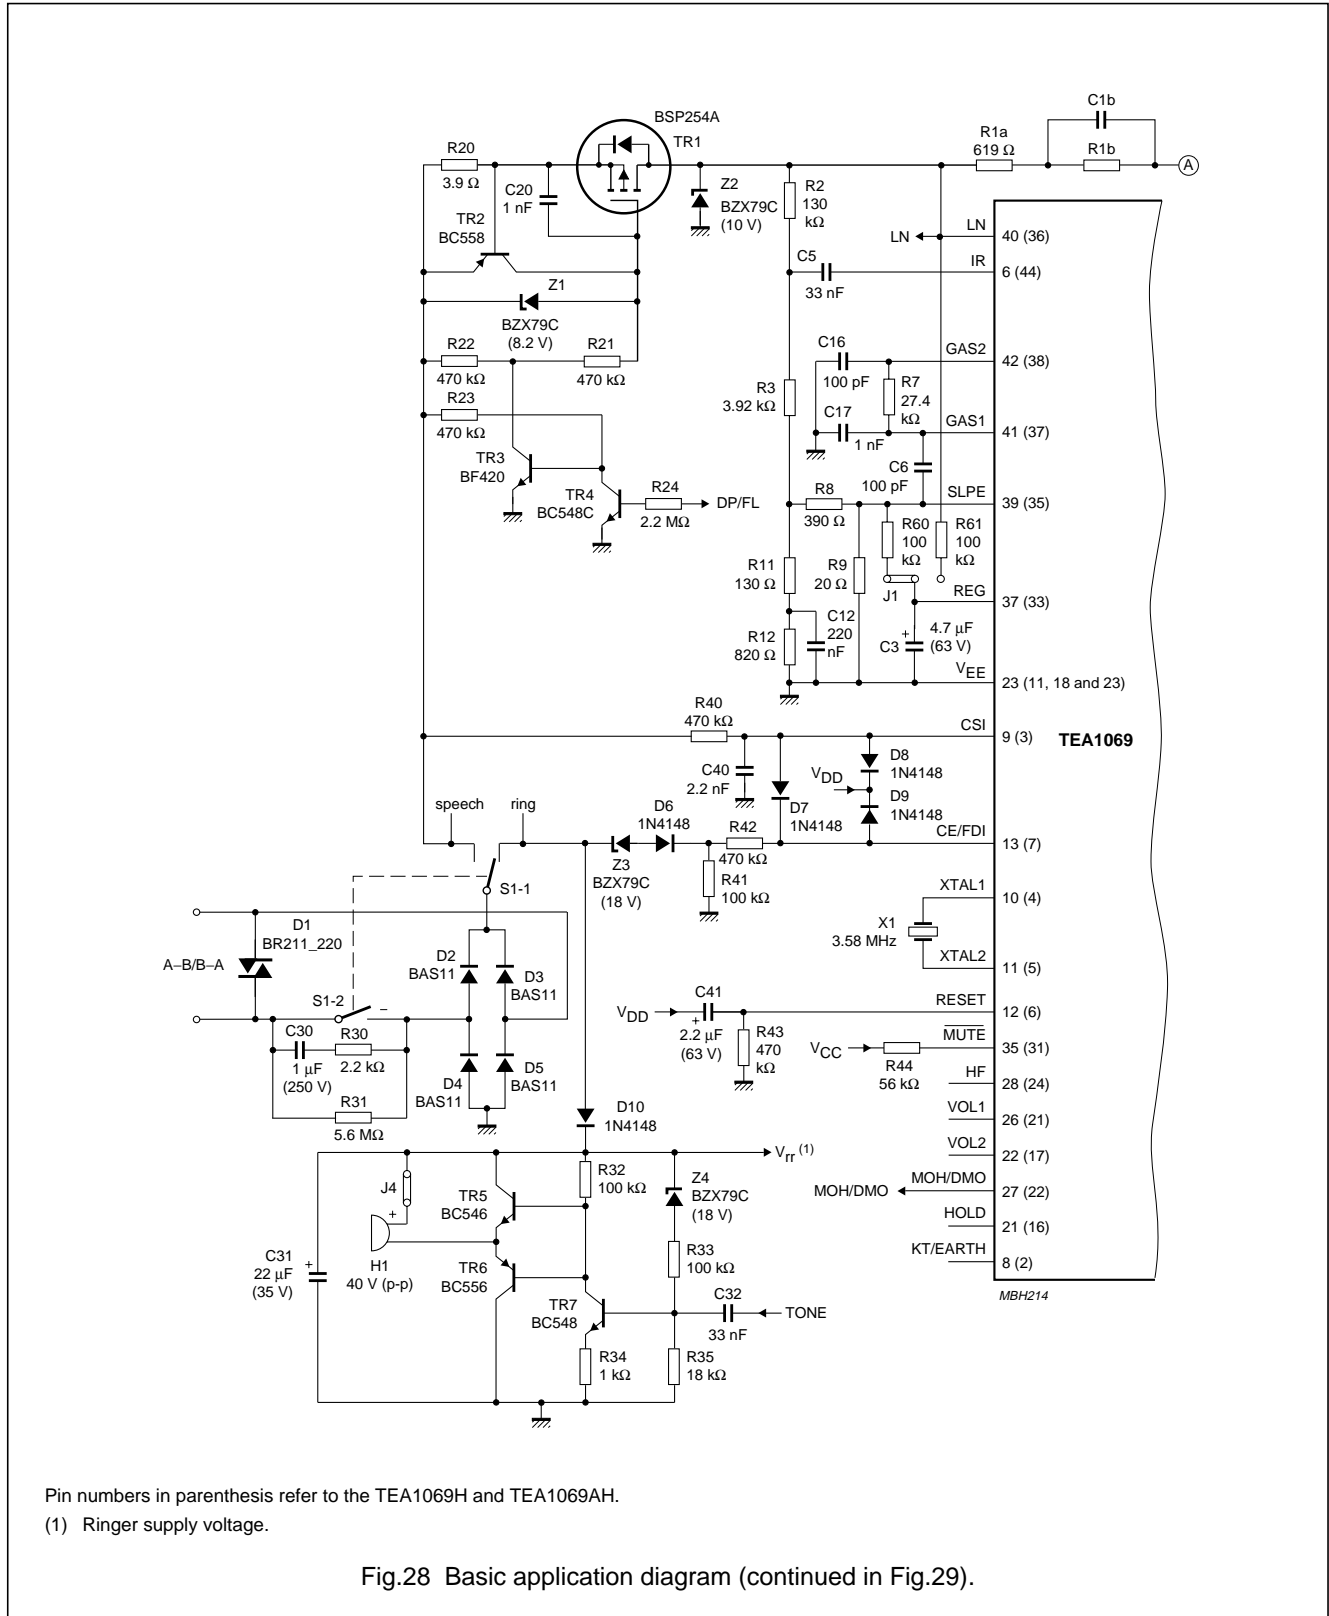 BSP254A
TR1
C1b
R1a
619 Ω
R1b
A
R20
3.9 Ω
C20
1 nF
Z2
BZX79C
(10 V)
R2
130
kΩ
TR2
BC558
LN
LN
40 (36)
C5
33 nF
IR
6 (44)
Z1
BZX79C
(8.2 V)
R22
470 kΩ
R21
470 kΩ
C16
100 pF
GAS2
42 (38)
R3
3.92 kΩ
R7
27.4
kΩ
R23
470 kΩ
C17
1 nF
GAS1
41 (37)
TR3
BF420
C6
100 pF
TR4
BC548C
R24
2.2 MΩ
DP/FL
R8
390 Ω
SLPE
39 (35)
R60
100
kΩ
R61
100
kΩ
R11
130 Ω
R9
20 Ω
J1
REG
37 (33)
R12
820 Ω
C12
220
nF
+
C3
4.7 μF
(63 V)
VEE
23 (11, 18 and 23)
R40
470 kΩ
CSI
9 (3)
TEA1069
C40
2.2 nF
D8
1N4148
VDD
D9
1N4148
D7
1N4148
speech
ring
D6
1N4148
R42
470 kΩ
CE/FDI
13 (7)
Z3
BZX79C
(18 V)
R41
100 kΩ
S1-1
XTAL1
10 (4)
X1
3.58 MHz
XTAL2
11 (5)
D1
BR211_220
A–B/B–A
D2
BAS11
D3
BAS11
S1-2
–
C30
1 μF
(250 V)
R30
2.2 kΩ
R31
5.6 MΩ
D4
BAS11
D5
BAS11
VDD
C41
+
2.2 μF
(63 V)
R43
470
kΩ
RESET
12 (6)
VCC
R44
56 kΩ
MUTE
35 (31)
HF
28 (24)
D10
1N4148
VOL1
26 (21)
VOL2
22 (17)
Vrr (1)
J4
+
TR5
BC546
R32
100 kΩ
Z4
BZX79C
(18 V)
MOH/DMO
MOH/DMO
27 (22)
HOLD
21 (16)
KT/EARTH
8 (2)
C31
22 μF
(35 V)
+
H1
40 V (p-p)
TR6
BC556
R33
100 kΩ
TR7
BC548
C32
33 nF
TONE
MBH214
R34
1 kΩ
R35
18 kΩ
Pin numbers in parenthesis refer to the TEA1069H and TEA1069AH.
(1) Ringer supply voltage.
Fig.28 Basic application diagram (continued in Fig.29).